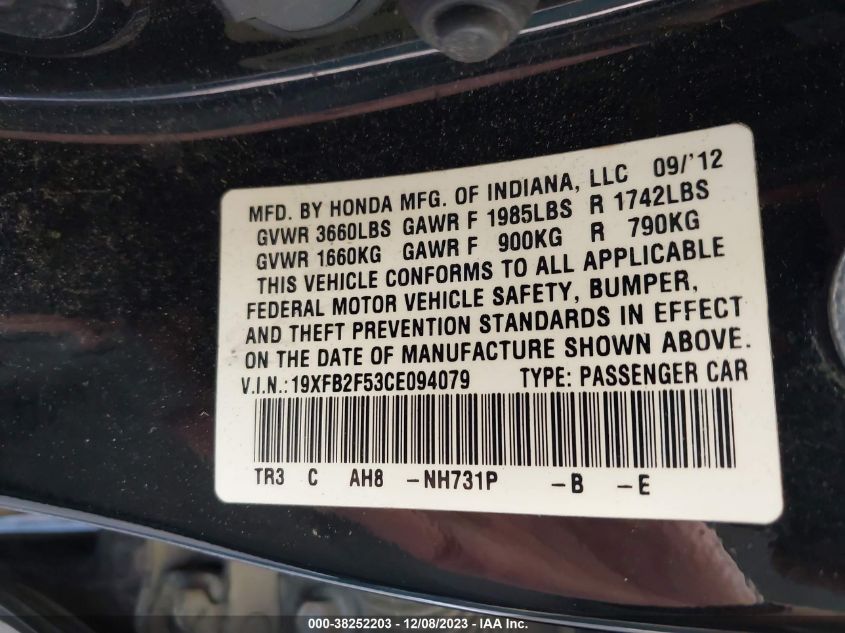 MFD. BY HONDA MFG. OF INDIANA, LLC 09/'12
GVWR 3660LBS GAWR F 1985LBS R 1742LBS
GVWR 1660KG GAWR F 900KG R 790KG
THIS VEHICLE CONFORMS TO ALL APPLICABLE
FEDERAL MOTOR VEHICLE SAFETY, BUMPER,
AND THEFT PREVENTION STANDARDS IN EFFECT
ON THE DATE OF MANUFACTURE SHOWN ABOVE.
V.I.N.:19XFB2F53CE094079 TYPE: PASSENGER CAR
TR3 C AH8 -NH731P -B -E
000-38252203 - 12/08/2023 - IAA Inc.